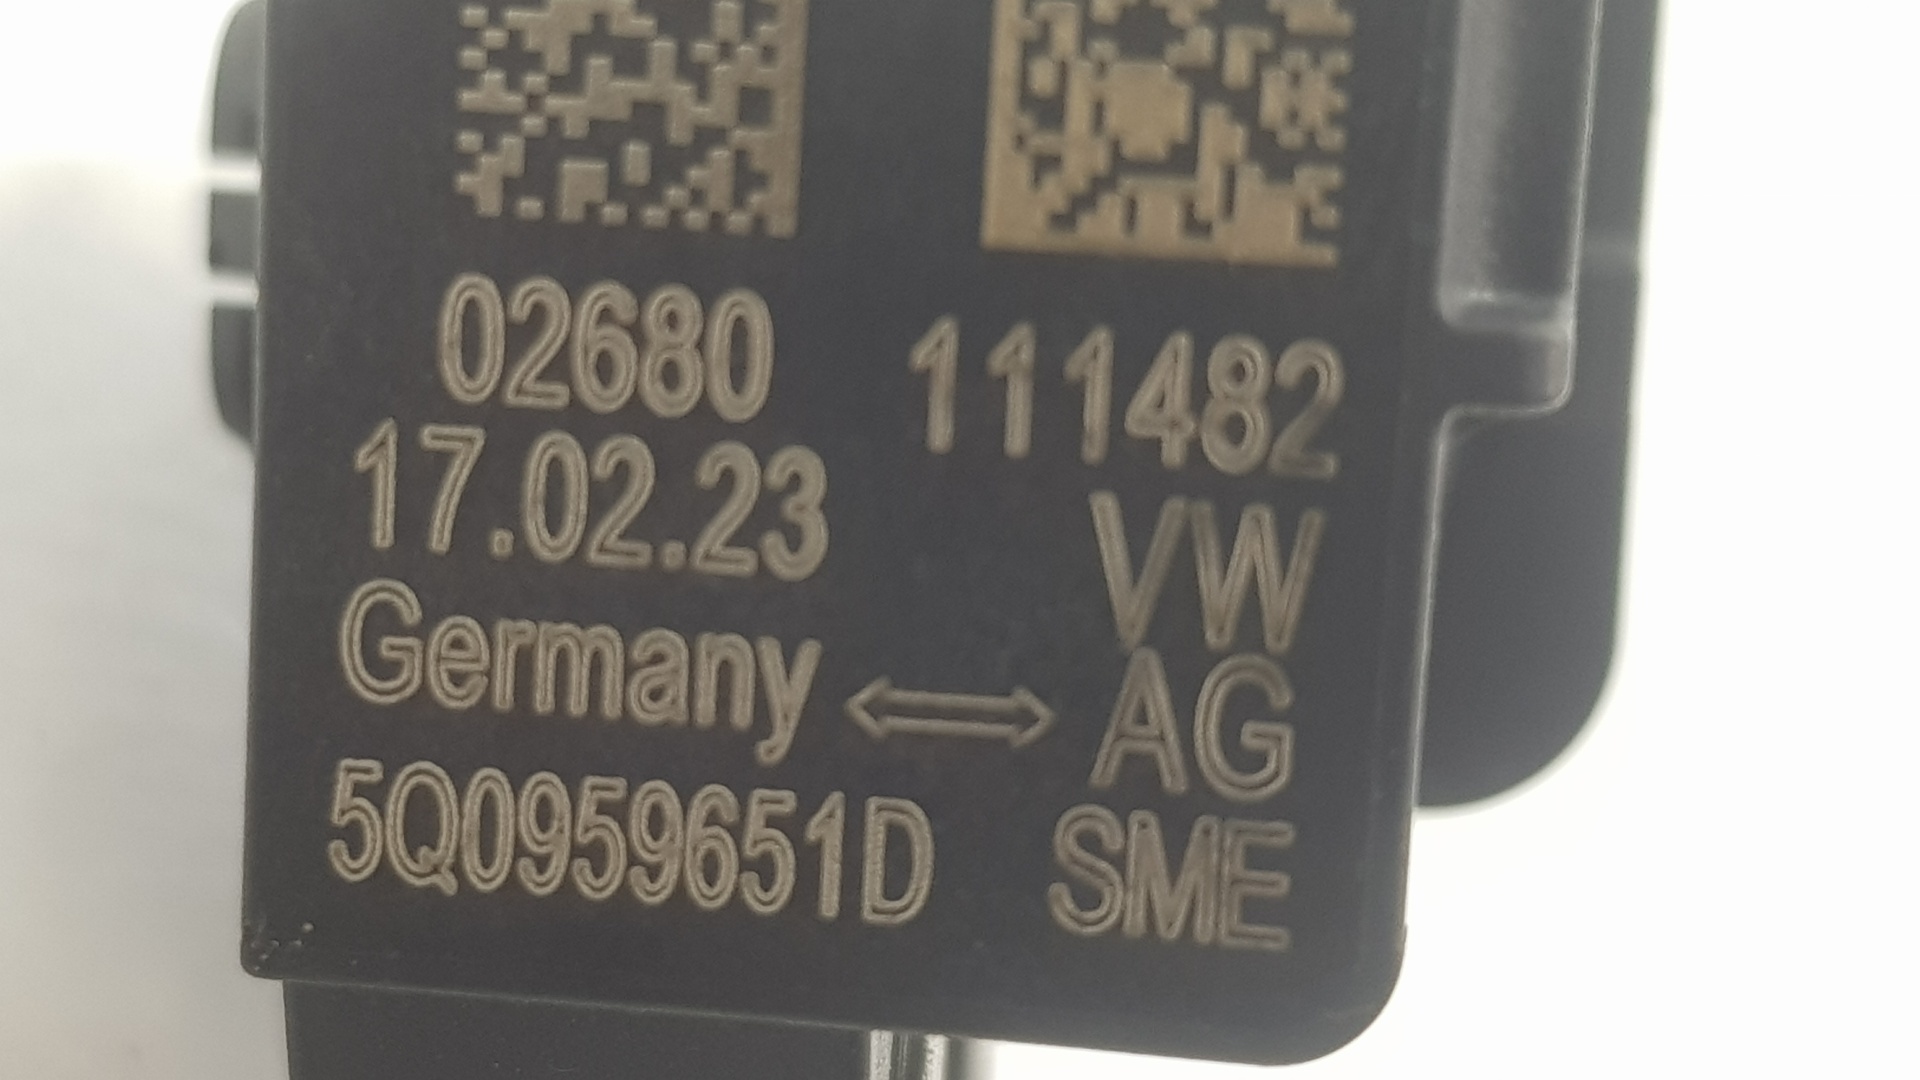 02680
111482
17.02.23
VW
Germany
AG
5Q0959651D
SME